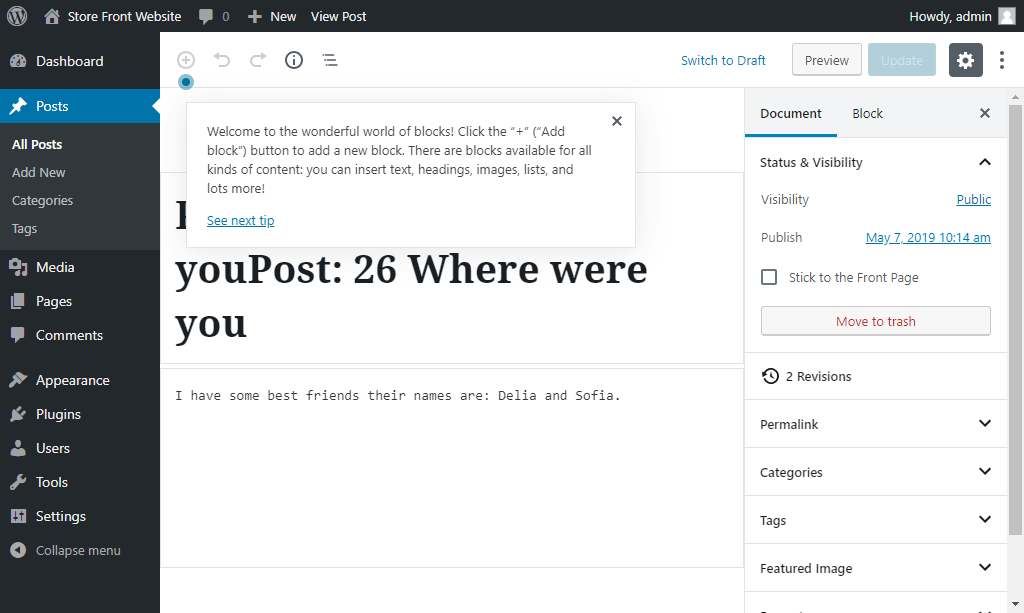 Store Front Website 0 New View Post Howdy, admin
Dashboard
Posts
All Posts
Add New
Categories
Tags
Media
Pages
Comments
Appearance
Plugins
Users
Tools
Settings
Collapse menu
Switch to Draft Preview Update
Welcome to the wonderful world of blocks! Click the “+” (“Add
block”) button to add a new block. There are blocks available for all
kinds of content: you can insert text, headings, images, lists, and
lots more!
See next tip
youPost: 26 Where were
you
I have some best friends their names are: Delia and Sofia.
Document Block
Status & Visibility
Visibility Public
Publish May 7, 2019 10:14 am
Stick to the Front Page
Move to trash
2 Revisions
Permalink
Categories
Tags
Featured Image